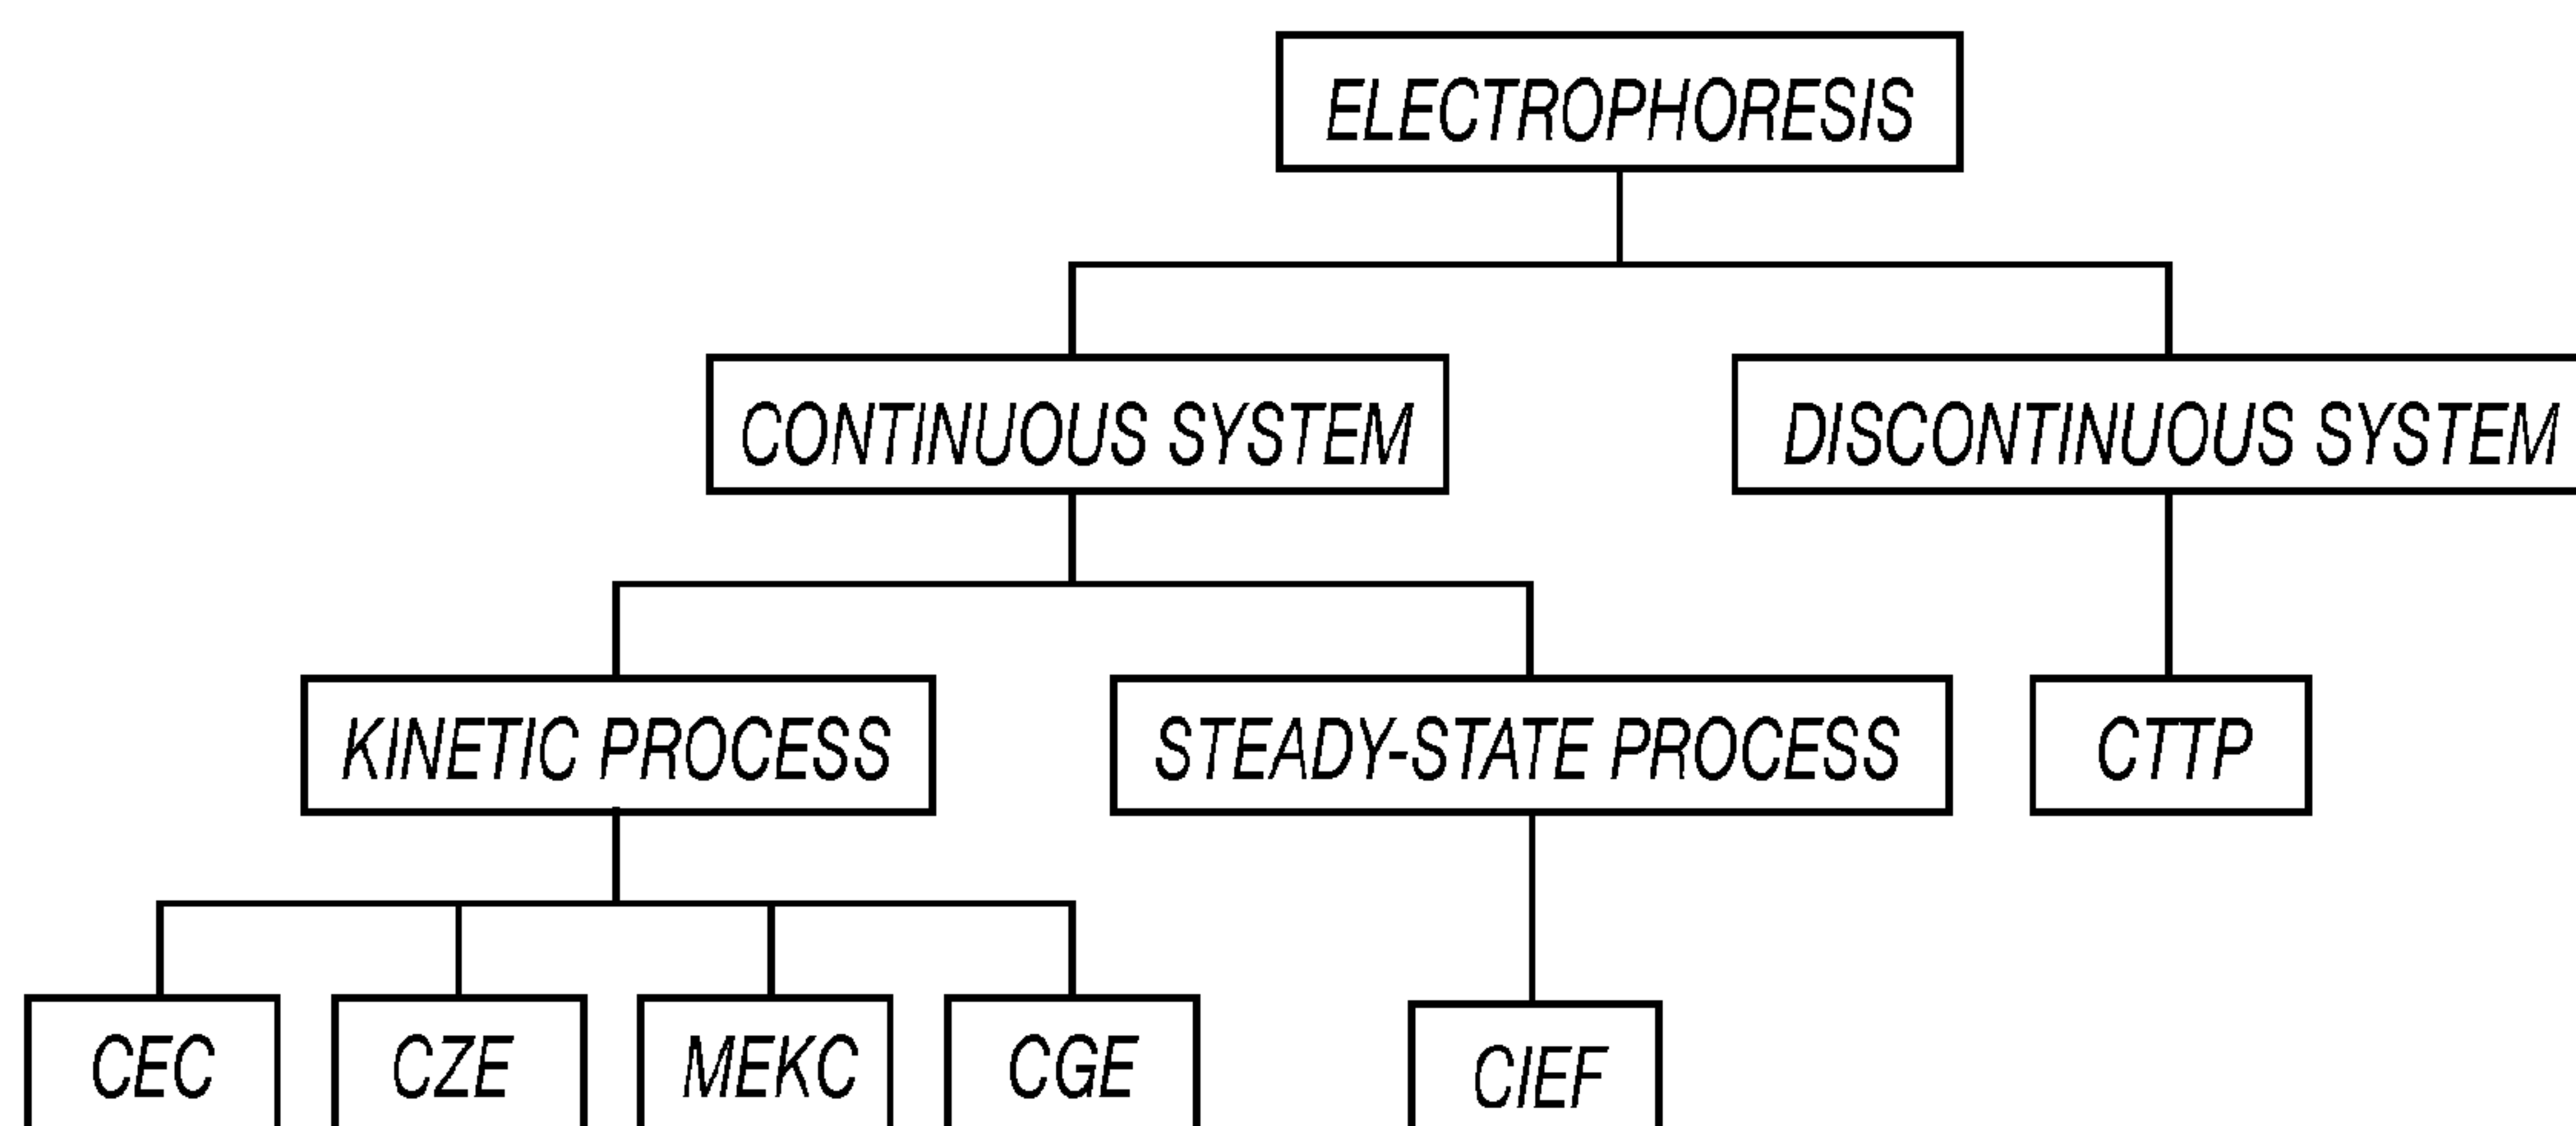 ELECTROPHORESIS
CONTINUOUS SYSTEM
DISCONTINUOUS SYSTEM
KINETIC PROCESS
STEADY-STATE PROCESS
CTTP
CEC
CZE
MEKC
CGE
CIEF